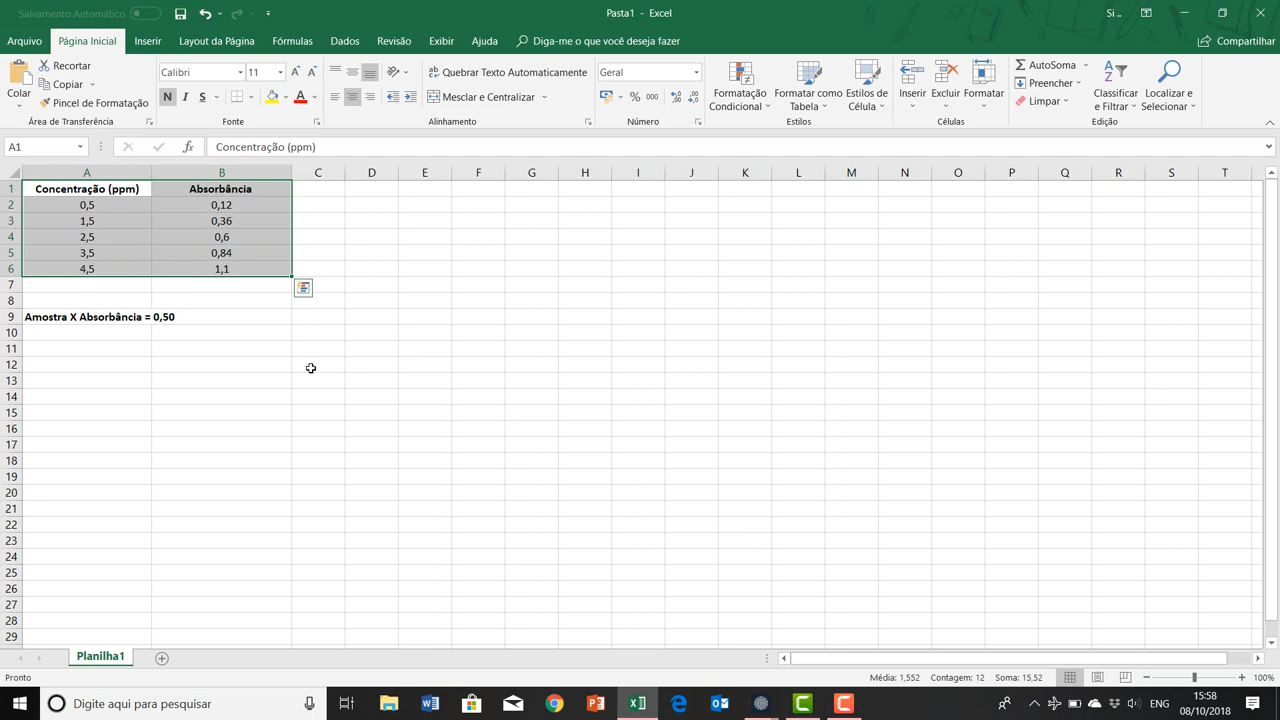 Salvamento Automático
Pasta1 - Excel
Si ..
Arquivo
Página Inicial
Inserir
Layout da Página
Fórmulas
Dados
Revisão
Exibir
Ajuda
Diga-me o que você deseja fazer
Compartilhar
Colar
Recortar
Copiar
Pincel de Formatação
Área de Transferência
Calibri
11
N I S
A
Fonte
Quebrar Texto Automaticamente
Mesclar e Centralizar
Alinhamento
Geral
% 000
Número
Formatação Condicional
Formatar como Tabela
Estilos de Célula
Estilos
Inserir
Excluir
Formatar
Células
AutoSoma
Preencher
Limpar
Classificar e Filtrar
Localizar e Selecionar
Edição
A1
fx
Concentração (ppm)
A B C D E F G H I J K L M N O P Q R S T
1 Concentração (ppm) Absorbância
2 0,5 0,12
3 1,5 0,36
4 2,5 0,6
5 3,5 0,84
6 4,5 1,1
7
8
9 Amostra X Absorbância = 0,50
10
11
12
13
14
15
16
17
18
19
20
21
22
23
24
25
26
27
28
29
Planilha1
Pronto
Média: 1,552
Contagem: 12
Soma: 15,52
100%
Digite aqui para pesquisar
ENG
15:58
08/10/2018